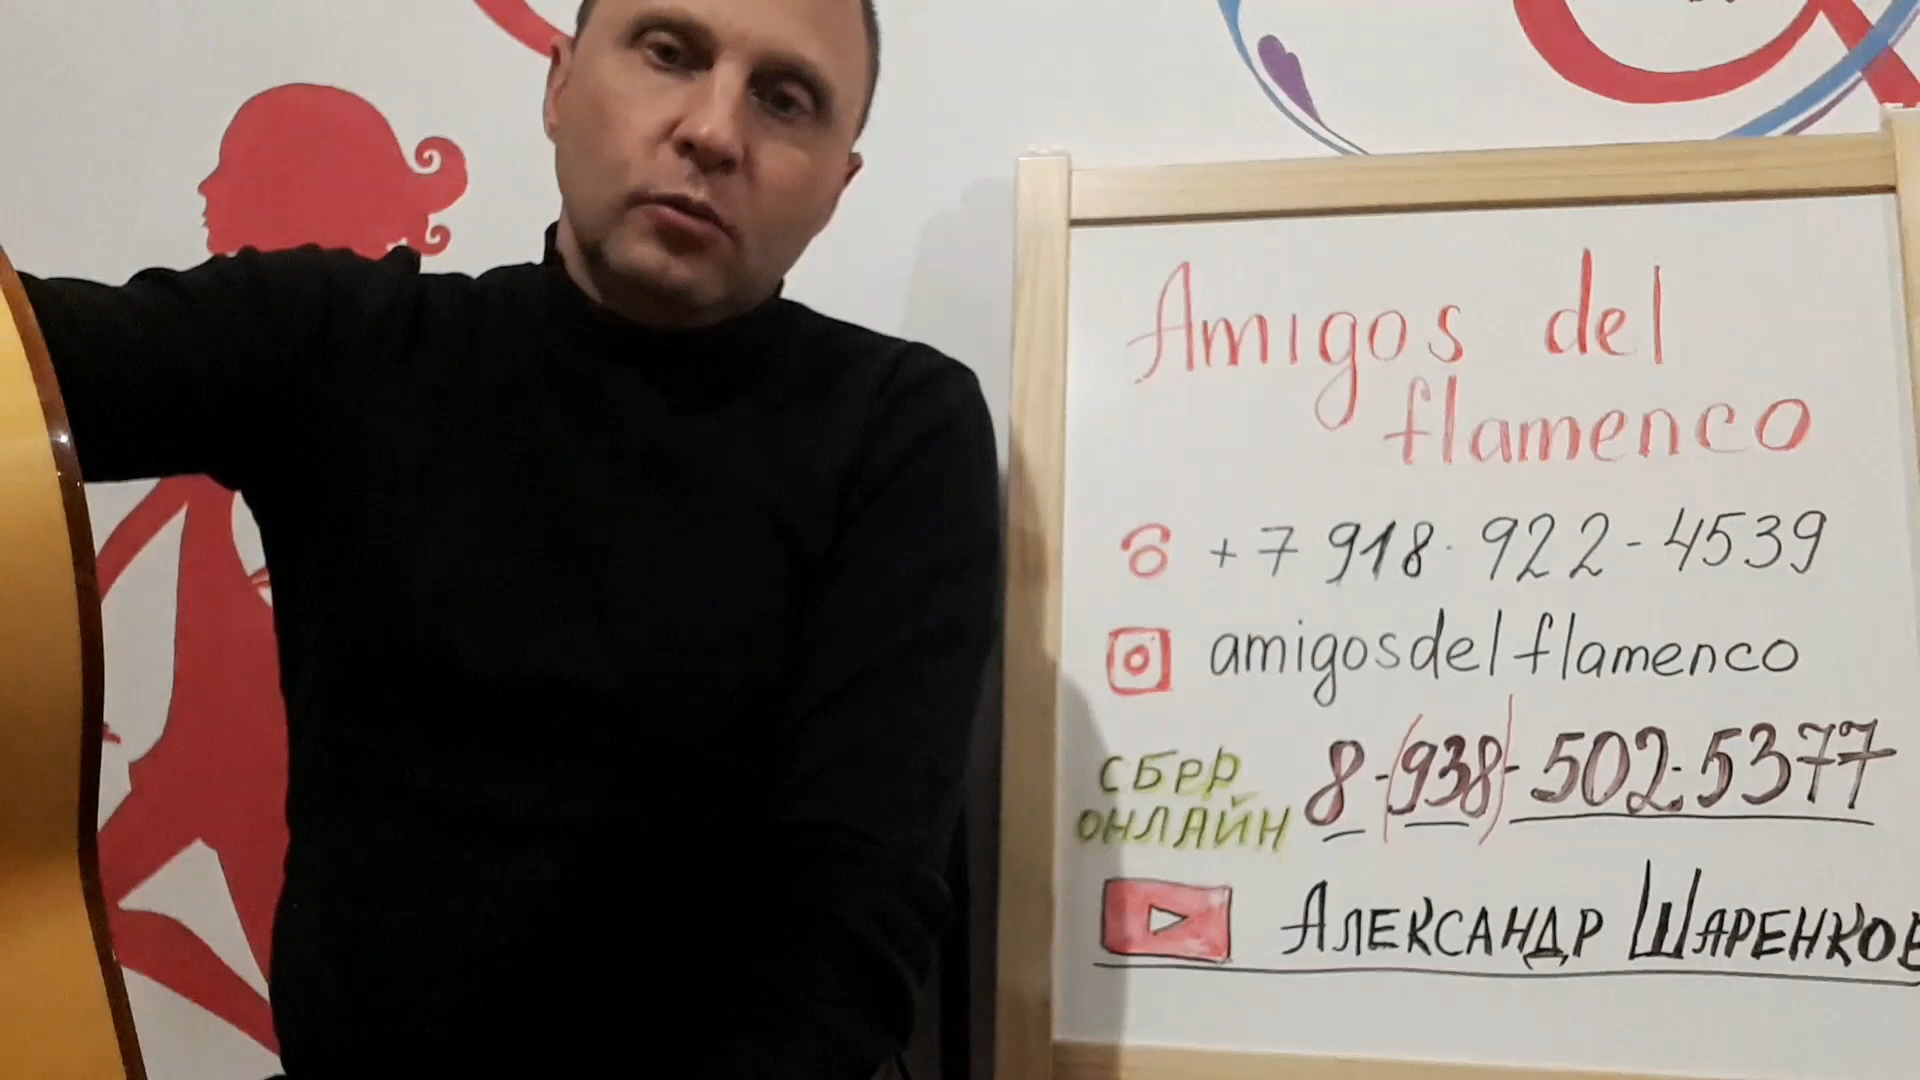 Amigos del
flamenco
+7 918-922-4539
amigosdelflamenco
СБЕР
ОНЛАЙН
8-(938)-502-5377
АЛЕКСАНДР ШАРЕНКОВ